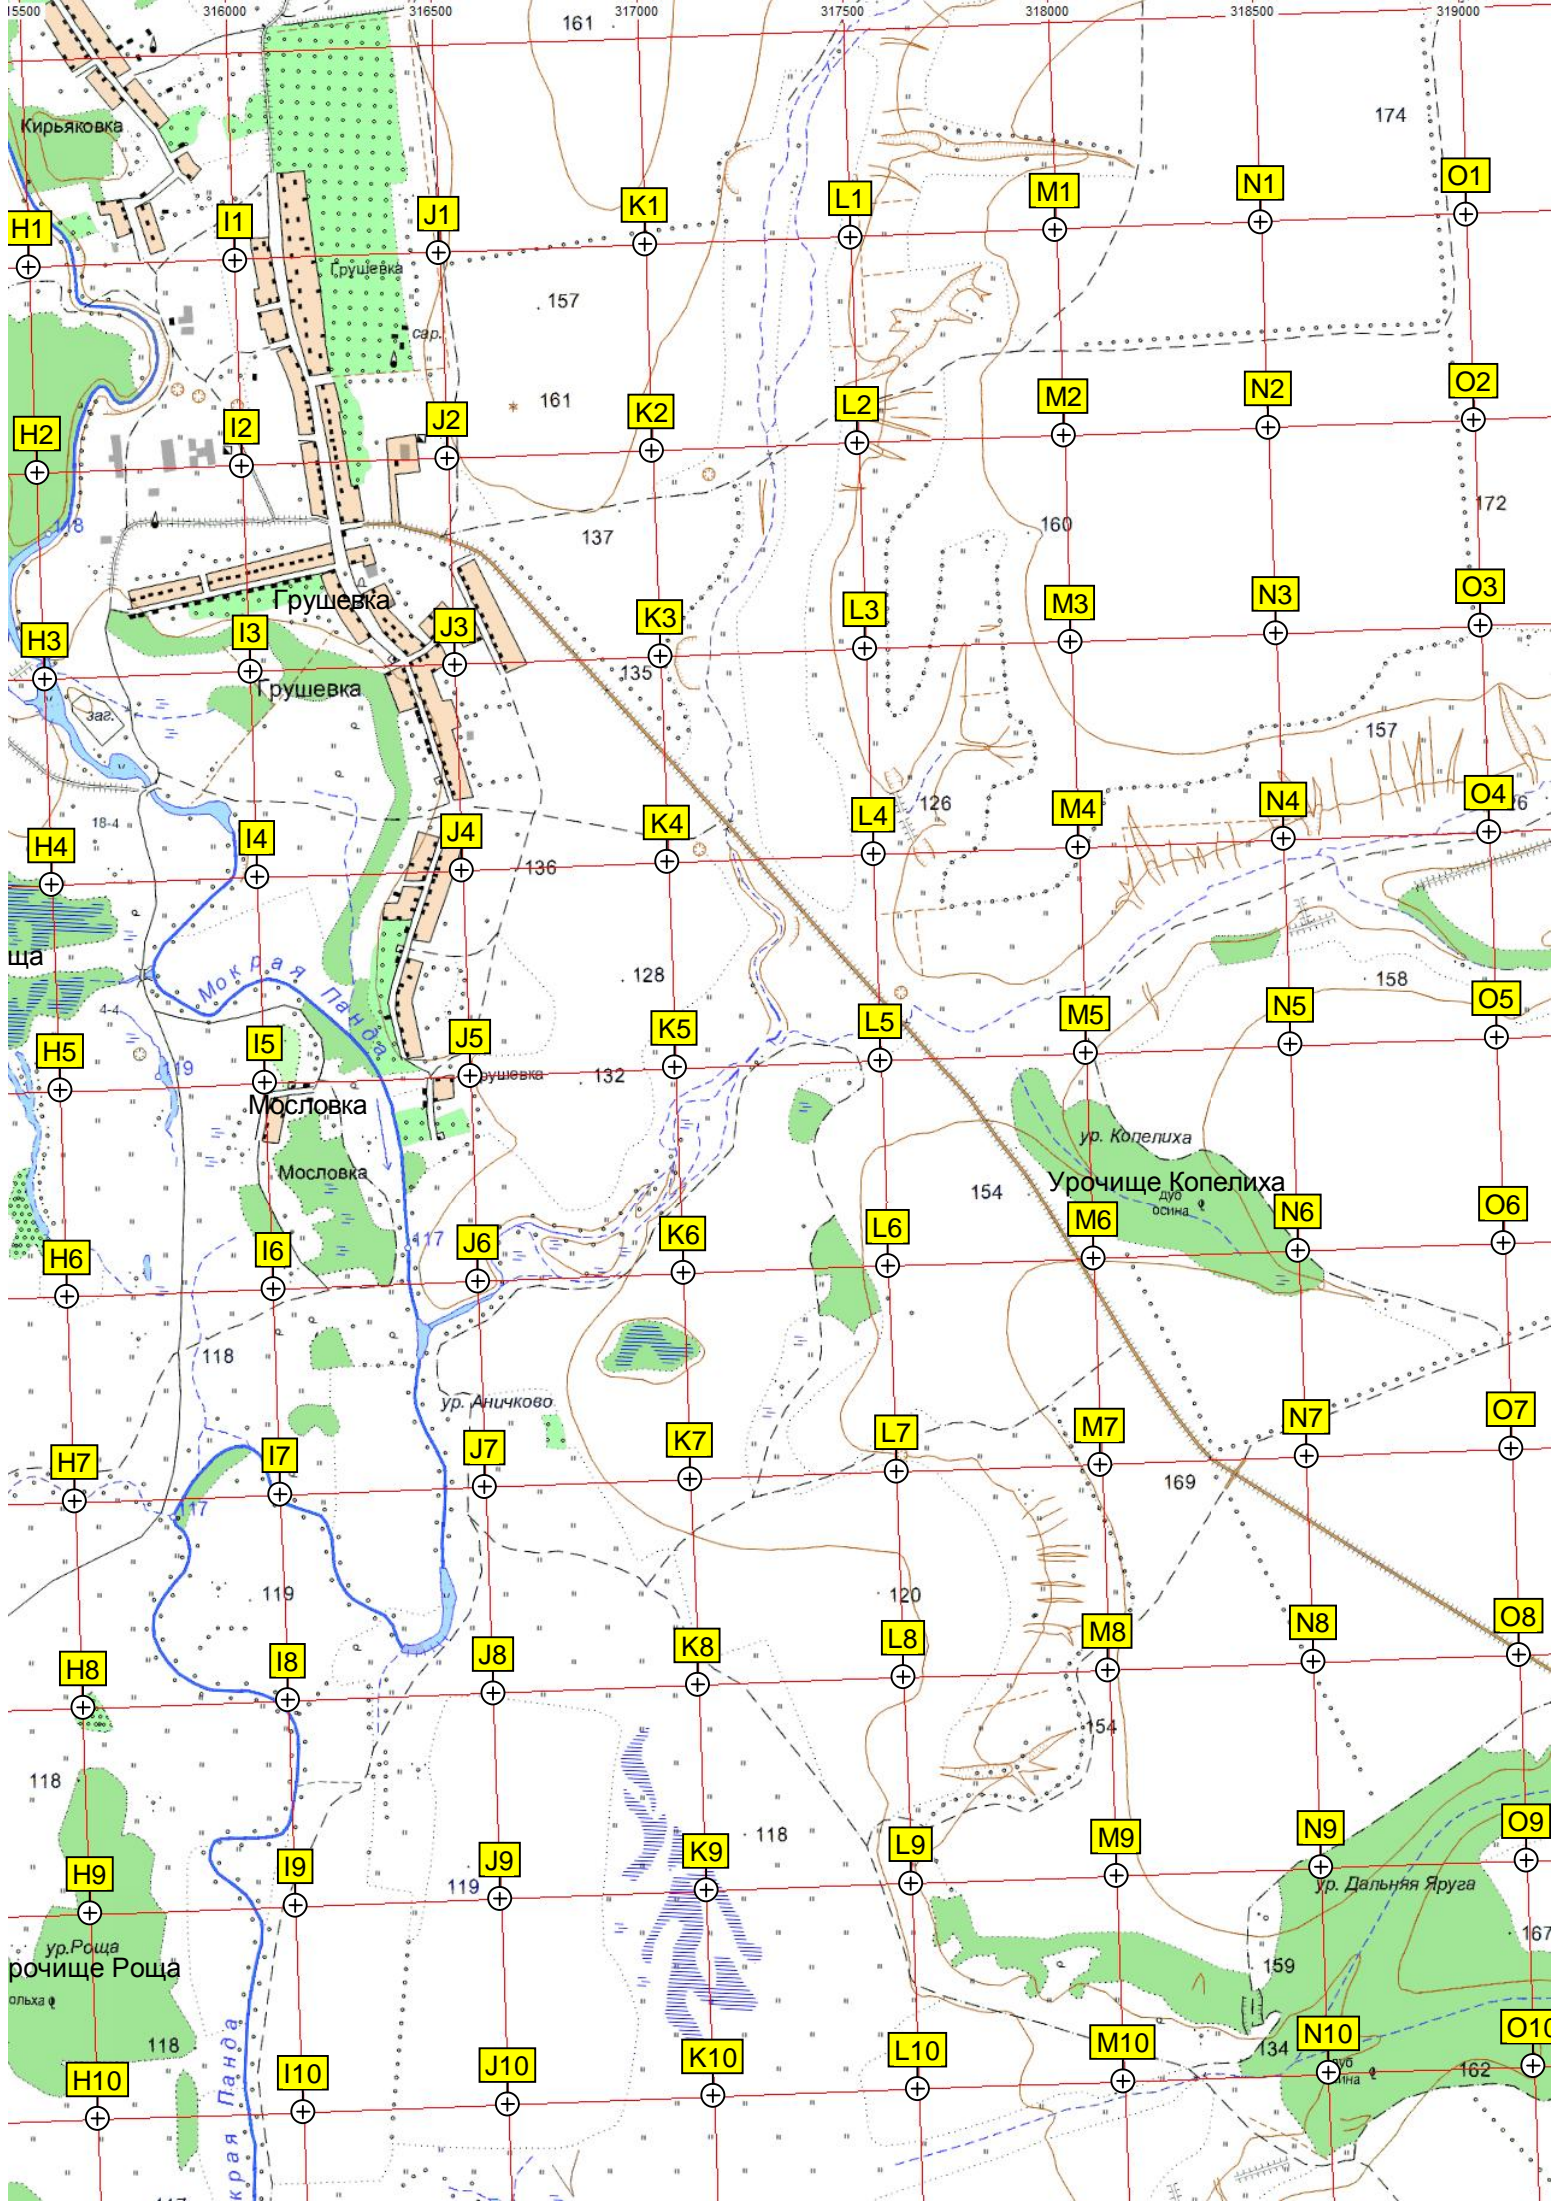 15500 316000 316500 317000 317500 318000 318500 319000
161
174
Кирьяковка
H1 I1 J1 K1 L1 M1 N1 O1
Грушевка
157
сар.
161
H2 I2 J2 K2 L2 M2 N2 O2
118
137
160
172
Грушевка
H3 I3 J3 K3 L3 M3 N3 O3
135
Грушевка
заг.
157
18-4
126
H4 I4 J4 K4 L4 M4 N4 O4
136
ща
Мокрая Панда
128
158
4-4
H5 I5 J5 K5 L5 M5 N5 O5
119
рушевка
132
Мословка
ур. Копелиха
Мословка
154
Урочище Копелиха
дуб
осина
H6 I6 J6 K6 L6 M6 N6 O6
117
118
ур. Аничково
H7 I7 J7 K7 L7 M7 N7 O7
169
117
119
120
H8 I8 J8 K8 L8 M8 N8 O8
154
118
118
H9 I9 J9 K9 L9 M9 N9 O9
119
ур. Дальняя Яруга
ур.Роща
167
рочище Роща
159
ольха
118
134
H10 I10 J10 K10 L10 M10 N10 O10
162
края Панда